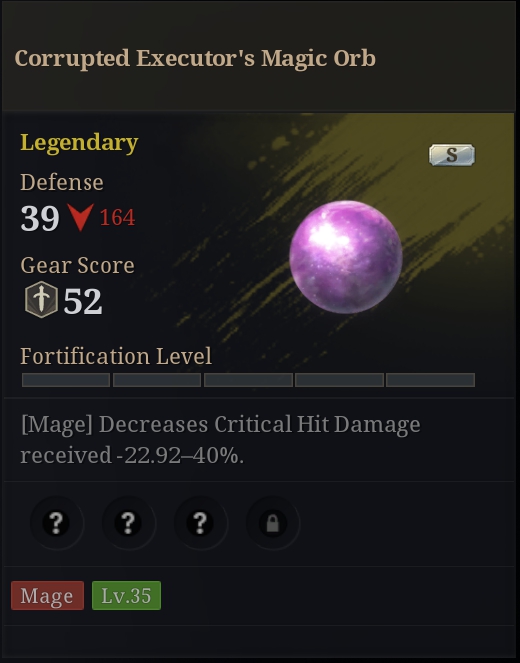 Corrupted Executor's Magic Orb
Legendary
S
Defense
39 164
Gear Score
52
Fortification Level
[Mage] Decreases Critical Hit Damage
received -22.92–40%.
? ? ?
Mage Lv.35